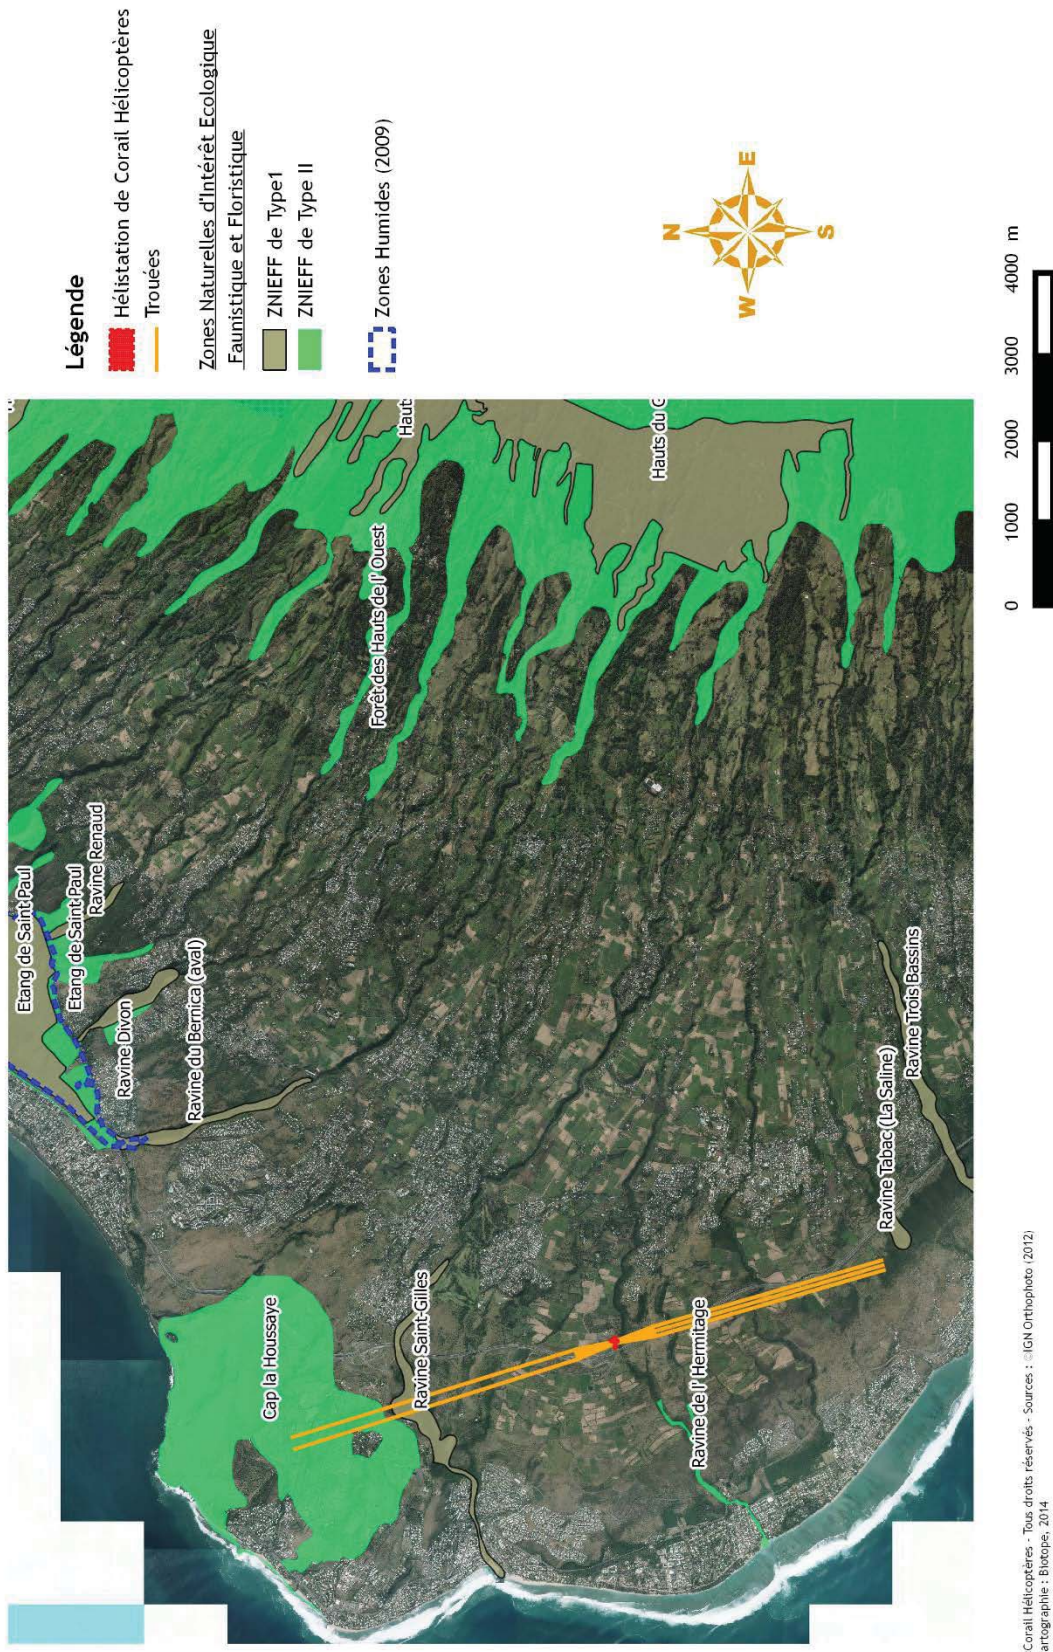 Légende
Hélistation de Corail Hélicoptères
Trouées
Zones Naturelles d'Intérêt Ecologique
Faunistique et Floristique
ZNIEFF de Type1
ZNIEFF de Type II
Zones Humides (2009)
N
W
E
S
0 1000 2000 3000 4000 m
Etang de Saint Paul
Etang de Saint Paul
Ravine Renaud
Ravine Divon
Ravine du Bernica (aval)
Cap la Houssaye
Ravine Saint-Gilles
Forêt des Hauts de l' Ouest
Haut
Hauts du
Ravine de l' Hermitage
Ravine Tabac (La Saline)
Ravine Trois Bassins
Corail Hélicoptères - Tous droits réservés - Sources : ©IGN Orthophoto (2012)
artographie : Biotope, 2014